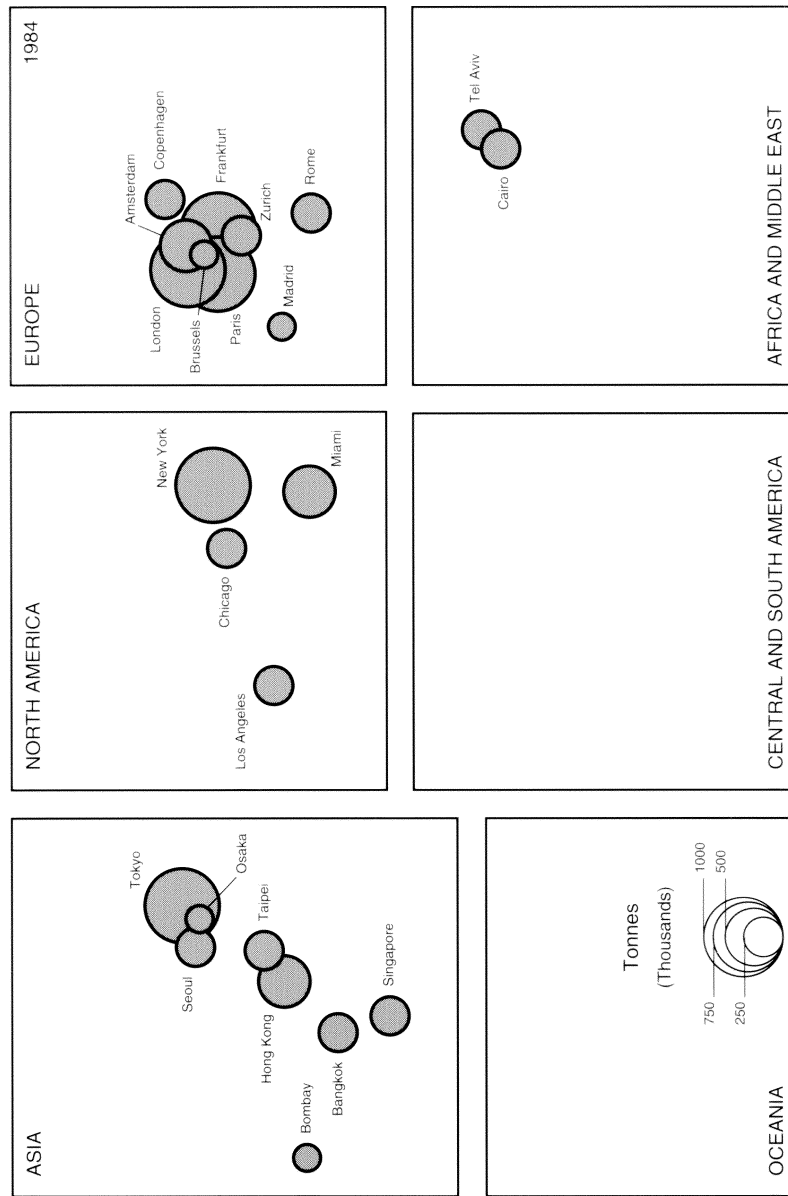 EUROPE
1984
Amsterdam
Copenhagen
London
Frankfurt
Brussels
Zurich
Paris
Madrid
Rome
AFRICA AND MIDDLE EAST
Tel Aviv
Cairo
NORTH AMERICA
New York
Chicago
Miami
Los Angeles
CENTRAL AND SOUTH AMERICA
ASIA
Tokyo
Osaka
Seoul
Taipei
Hong Kong
Singapore
Bangkok
Bombay
OCEANIA
Tonnes
(Thousands)
750
1000
250
500